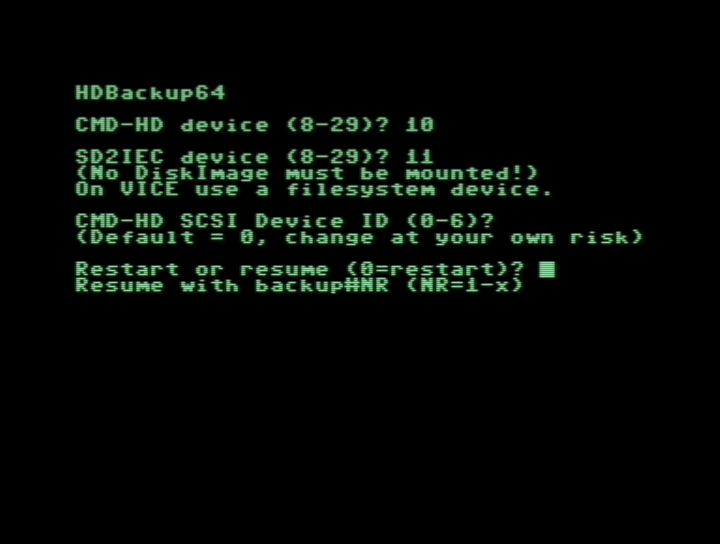 HDBackup64
CMD-HD device (8-29)? 10
SD2IEC device (8-29)? 11
(No DiskImage must be mounted!)
On VICE use a filesystem device.
CMD-HD SCSI Device ID (0-6)?
(Default = 0, change at your own risk)
Restart or resume (0=restart)?
Resume with backup#NR (NR=1-x)